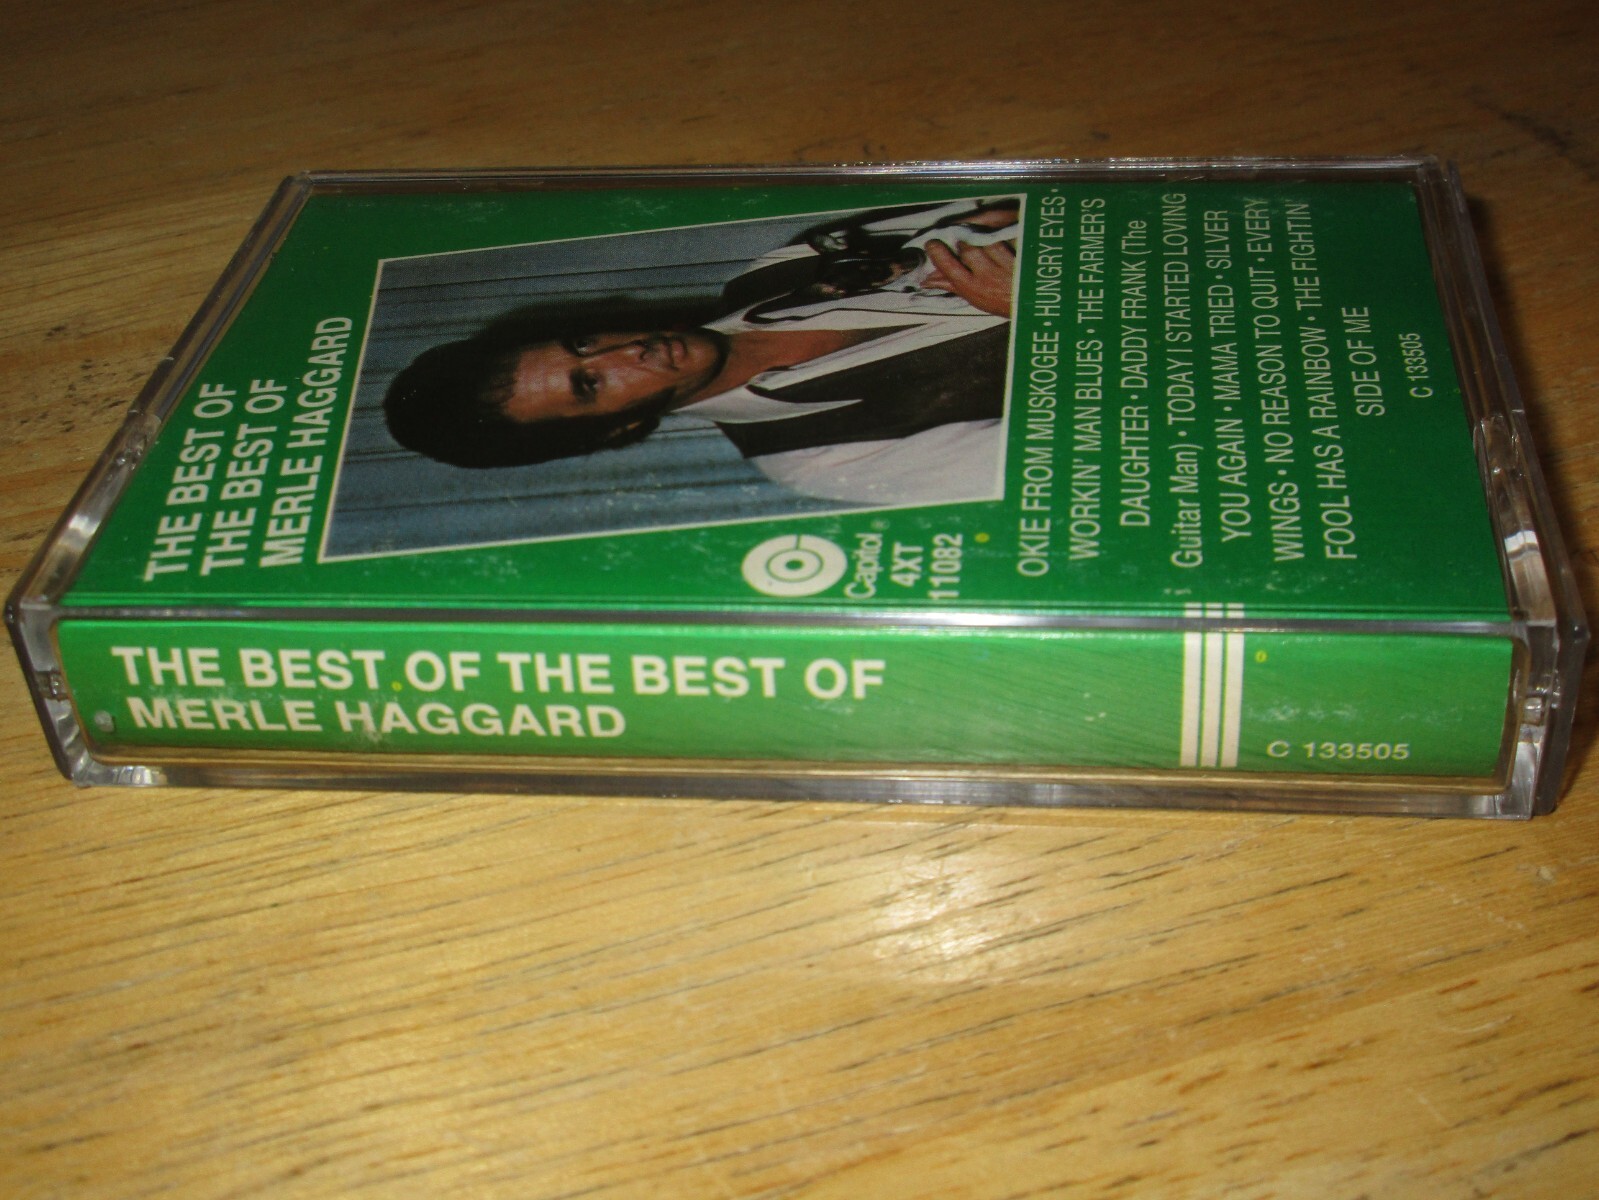 THE BEST OF
THE BEST OF
MERLE HAGGARD
Capitol®
4XT
11082
OKIE FROM MUSKOGEE • HUNGRY EYES •
WORKIN' MAN BLUES • THE FARMER'S
DAUGHTER • DADDY FRANK (The
Guitar Man) • TODAY I STARTED LOVING
YOU AGAIN • MAMA TRIED • SILVER
WINGS • NO REASON TO QUIT • EVERY
FOOL HAS A RAINBOW • THE FIGHTIN
SIDE OF ME
C 133505
THE BEST OF THE BEST OF
MERLE HAGGARD
C 133505